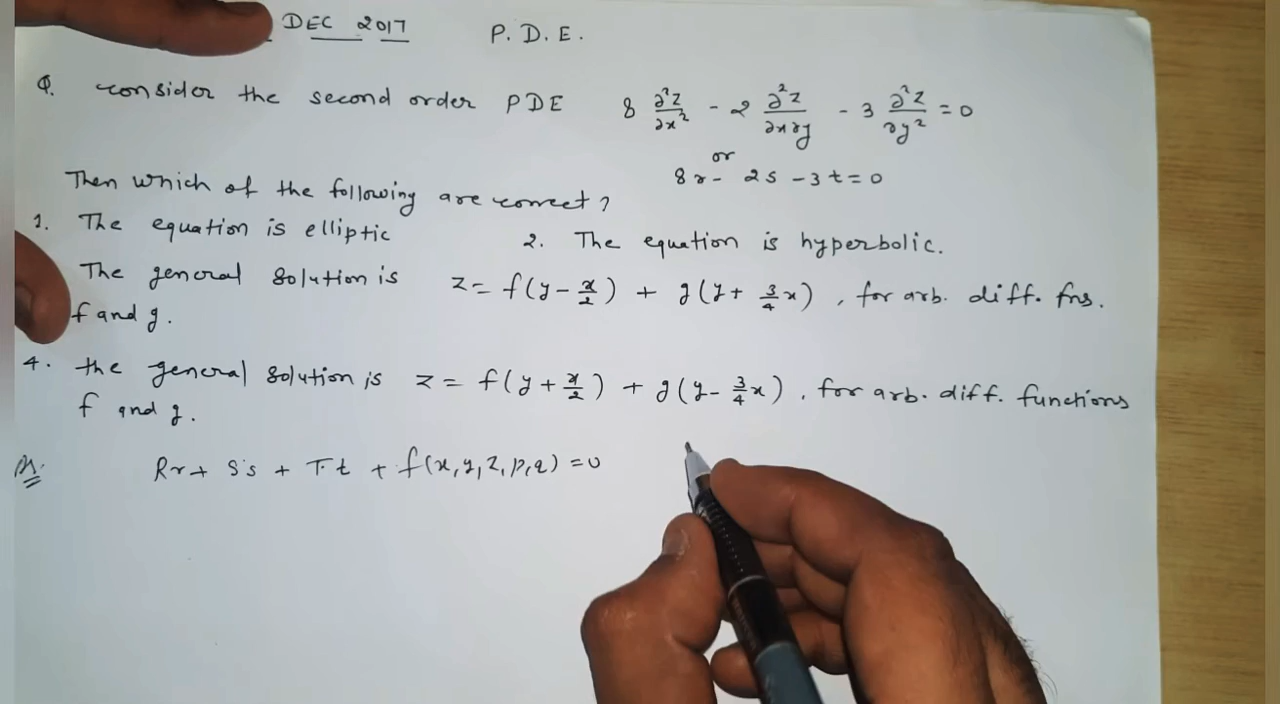 DEC 2017 P.D.E.
Q. consider the second order PDE 8 ∂²z/∂x² - 2 ∂²z/∂x∂y - 3 ∂²z/∂y² = 0
or
8r - 2s - 3t = 0
Then which of the following are correct?
1. The equation is elliptic 2. The equation is hyperbolic.
The general solution is z = f(y - x/2) + g(y + 3/4 x), for arb. diff. fns.
f and g.
4. the general solution is z = f(y + x/2) + g(y - 3/4 x), for arb. diff. functions
f and g.
Rr + Ss + T.t + f(x,y,z,p,q) = 0